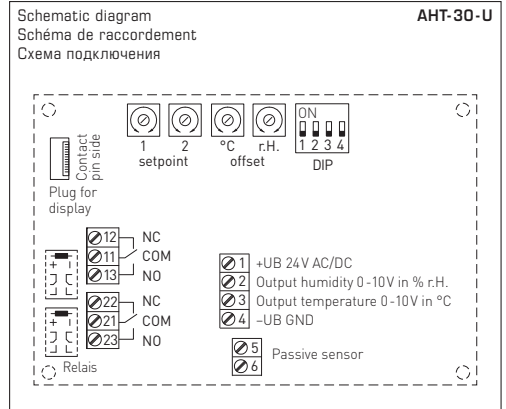 Schematic diagram
AHT-30-U
Schéma de raccordement
Схема подключения
ON
1 2 3 4
DIP
1 2 °C r.H.
setpoint offset
Contact
pin side
Plug for
display
12 NC
11 COM
13 NO
22 NC
21 COM
23 NO
+ −
+ −
Relais
1 +UB 24V AC/DC
2 Output humidity 0-10V in % r.H.
3 Output temperature 0-10V in °C
4 −UB GND
5 Passive sensor
6